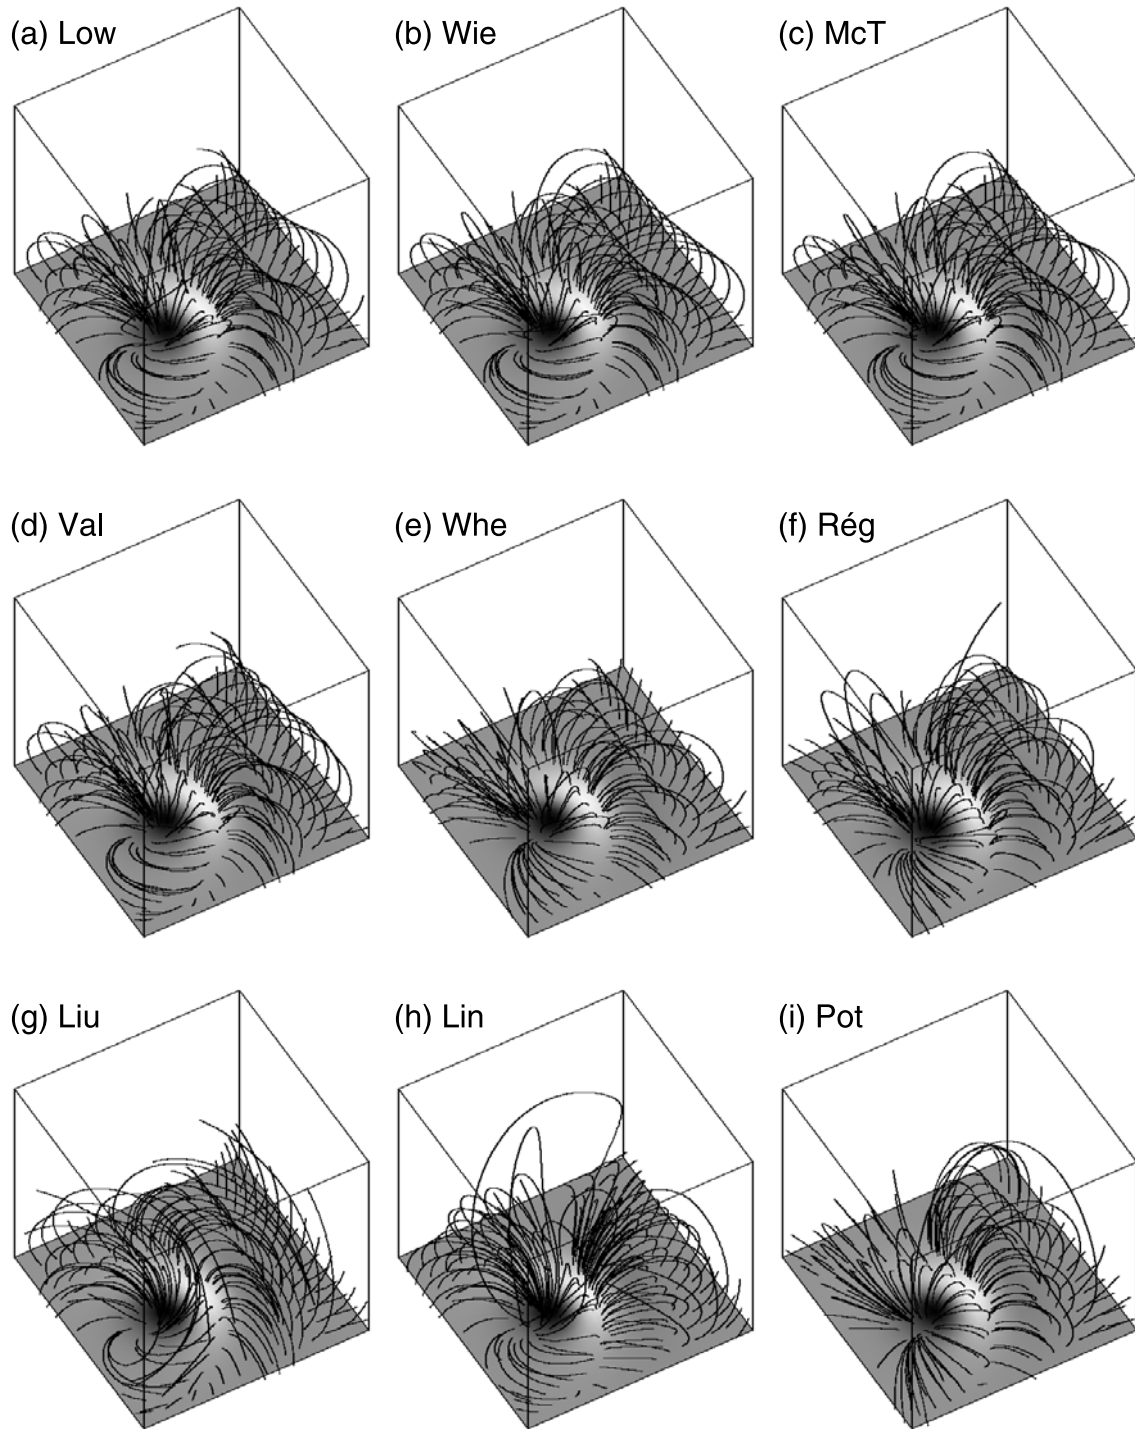 (a) Low
(b) Wie
(c) McT
(d) Val
(e) Whe
(f) Rég
(g) Liu
(h) Lin
(i) Pot